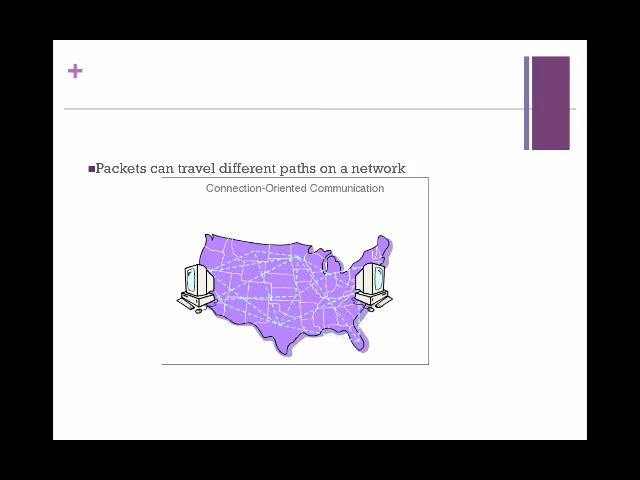 +
Packets can travel different paths on a network
Connection-Oriented Communication